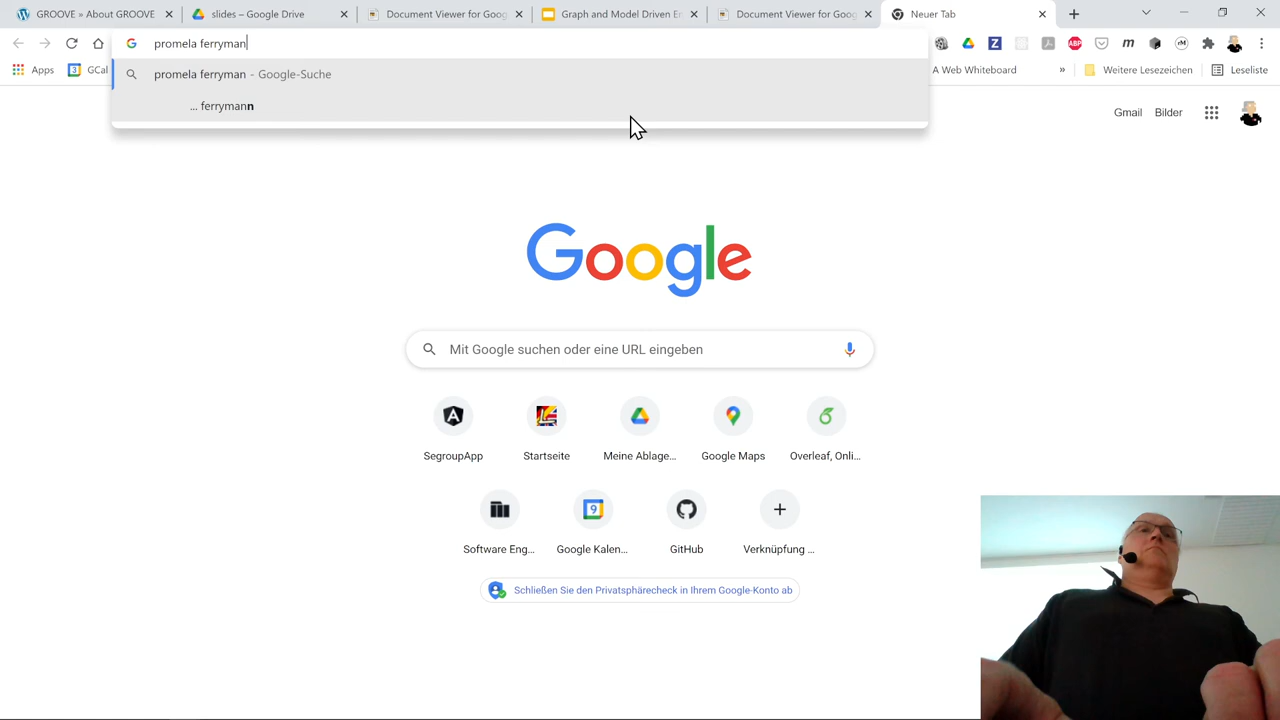 GROOVE » About GROOVE
slides – Google Drive
Document Viewer for Goog
Graph and Model Driven E
Document Viewer for Goog
Neuer Tab
promela ferryman
Apps
GCal
A Web Whiteboard
»
Weitere Lesezeichen
Leseliste
promela ferryman - Google-Suche
... ferrymann
Gmail
Bilder
Google
Mit Google suchen oder eine URL eingeben
SegroupApp
Startseite
Meine Ablage...
Google Maps
Overleaf, Onli...
Software Eng...
Google Kalen...
GitHub
Verknüpfung ...
Schließen Sie den Privatsphärecheck in Ihrem Google-Konto ab